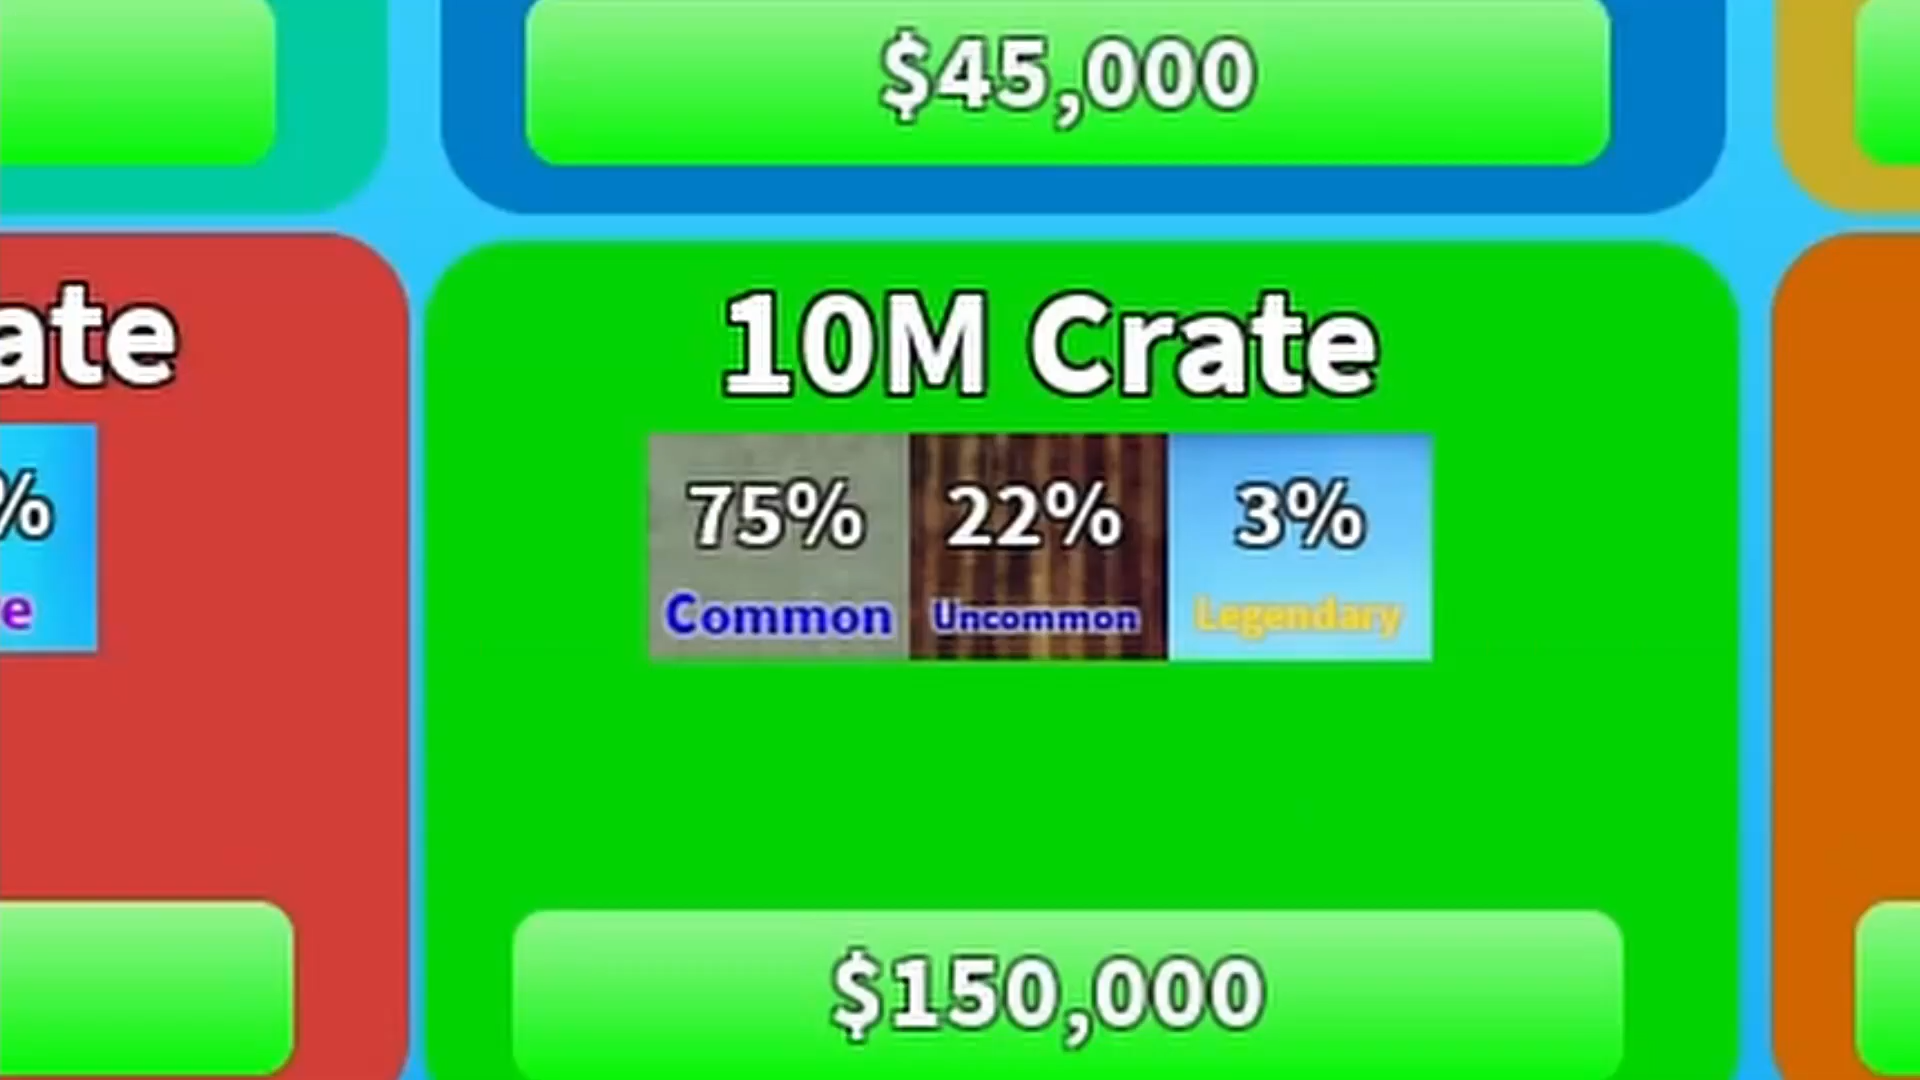 $45,000
ate
10M Crate
%
75%
22%
3%
e
Common
Uncommon
Legendary
$150,000